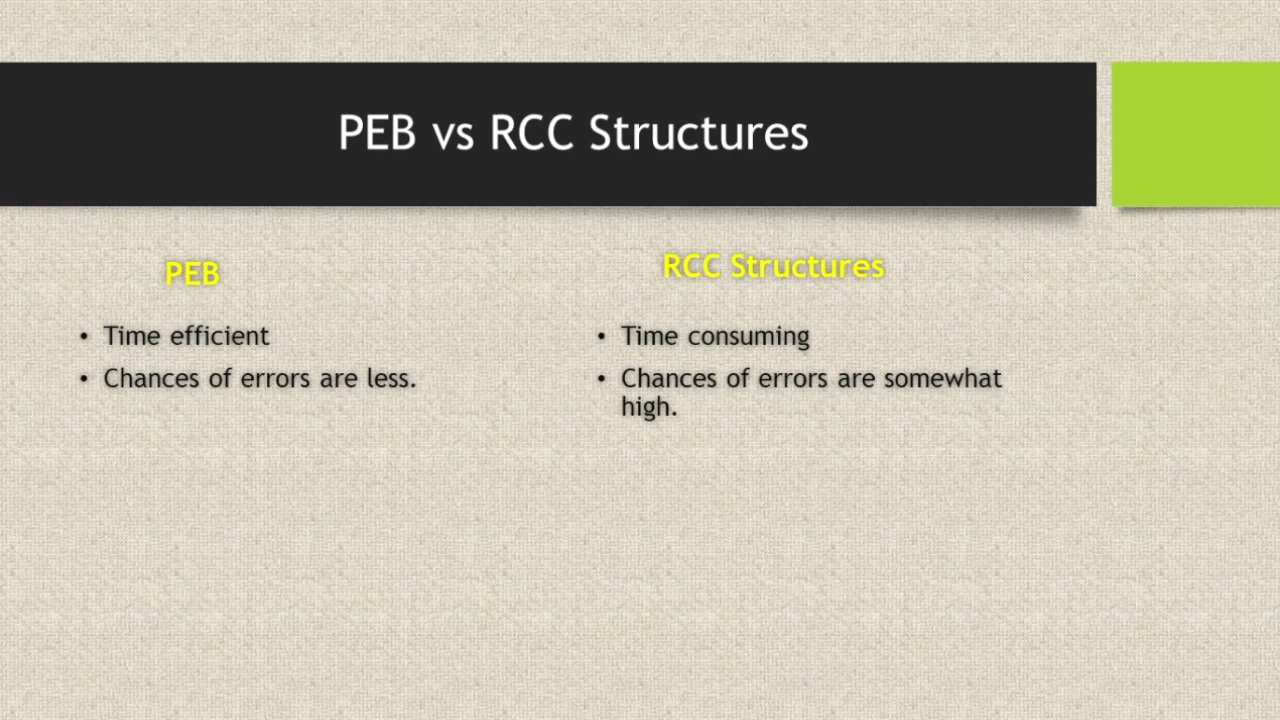 PEB vs RCC Structures
PEB
• Time efficient
• Chances of errors are less.
RCC Structures
• Time consuming
• Chances of errors are somewhat
high.